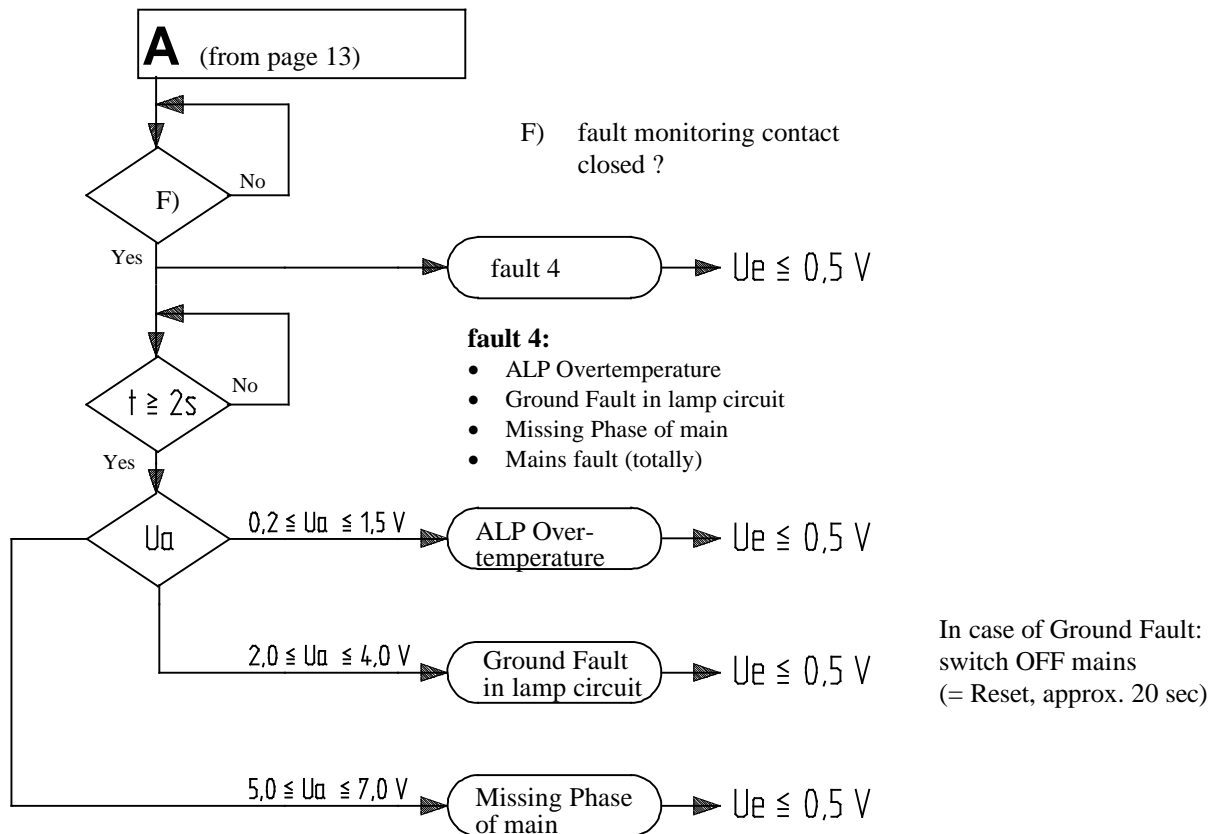 A (from page 13)
F) fault monitoring contact
closed ?
F)
No
Yes
fault 4
Ue ≦ 0,5 V
fault 4:
• ALP Overtemperature
• Ground Fault in lamp circuit
• Missing Phase of main
• Mains fault (totally)
t ≧ 2s
No
Yes
Ua
0,2 ≦ Ua ≦ 1,5 V
ALP Over-
temperature
Ue ≦ 0,5 V
2,0 ≦ Ua ≦ 4,0 V
Ground Fault
in lamp circuit
Ue ≦ 0,5 V
In case of Ground Fault:
switch OFF mains
(= Reset, approx. 20 sec)
5,0 ≦ Ua ≦ 7,0 V
Missing Phase
of main
Ue ≦ 0,5 V